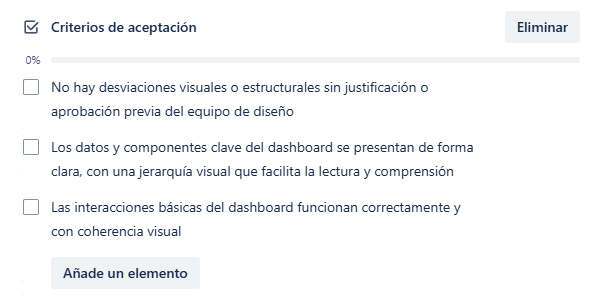 Criterios de aceptación
Eliminar
0%
No hay desviaciones visuales o estructurales sin justificación o
aprobación previa del equipo de diseño
Los datos y componentes clave del dashboard se presentan de forma
clara, con una jerarquía visual que facilita la lectura y comprensión
Las interacciones básicas del dashboard funcionan correctamente y
con coherencia visual
Añade un elemento